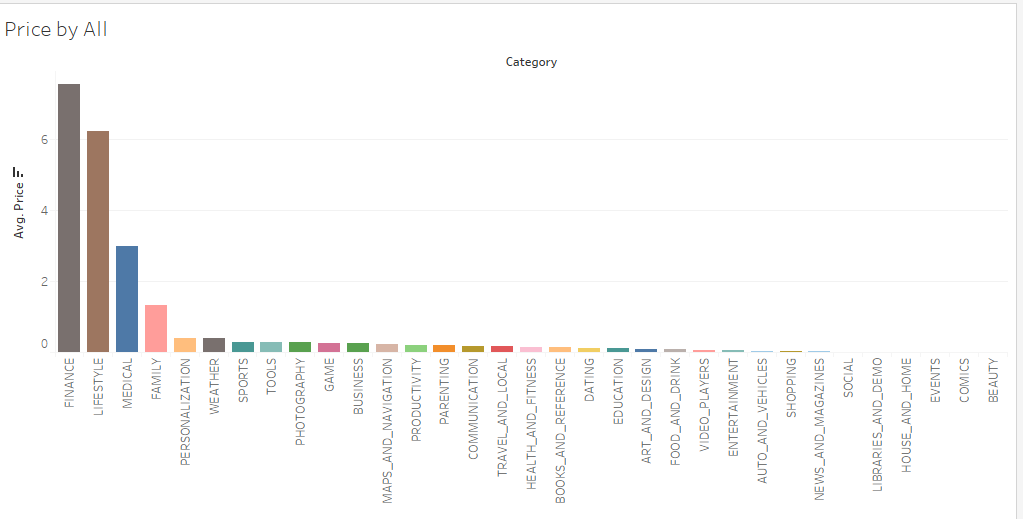 Price by All
Category
Avg. Price
6
4
2
0
FINANCE
LIFESTYLE
MEDICAL
FAMILY
PERSONALIZATION
WEATHER
SPORTS
TOOLS
PHOTOGRAPHY
GAME
BUSINESS
MAPS_AND_NAVIGATION
PRODUCTIVITY
PARENTING
COMMUNICATION
TRAVEL_AND_LOCAL
HEALTH_AND_FITNESS
BOOKS_AND_REFERENCE
DATING
EDUCATION
ART_AND_DESIGN
FOOD_AND_DRINK
VIDEO_PLAYERS
ENTERTAINMENT
AUTO_AND_VEHICLES
SHOPPING
NEWS_AND_MAGAZINES
SOCIAL
LIBRARIES_AND_DEMO
HOUSE_AND_HOME
EVENTS
COMICS
BEAUTY